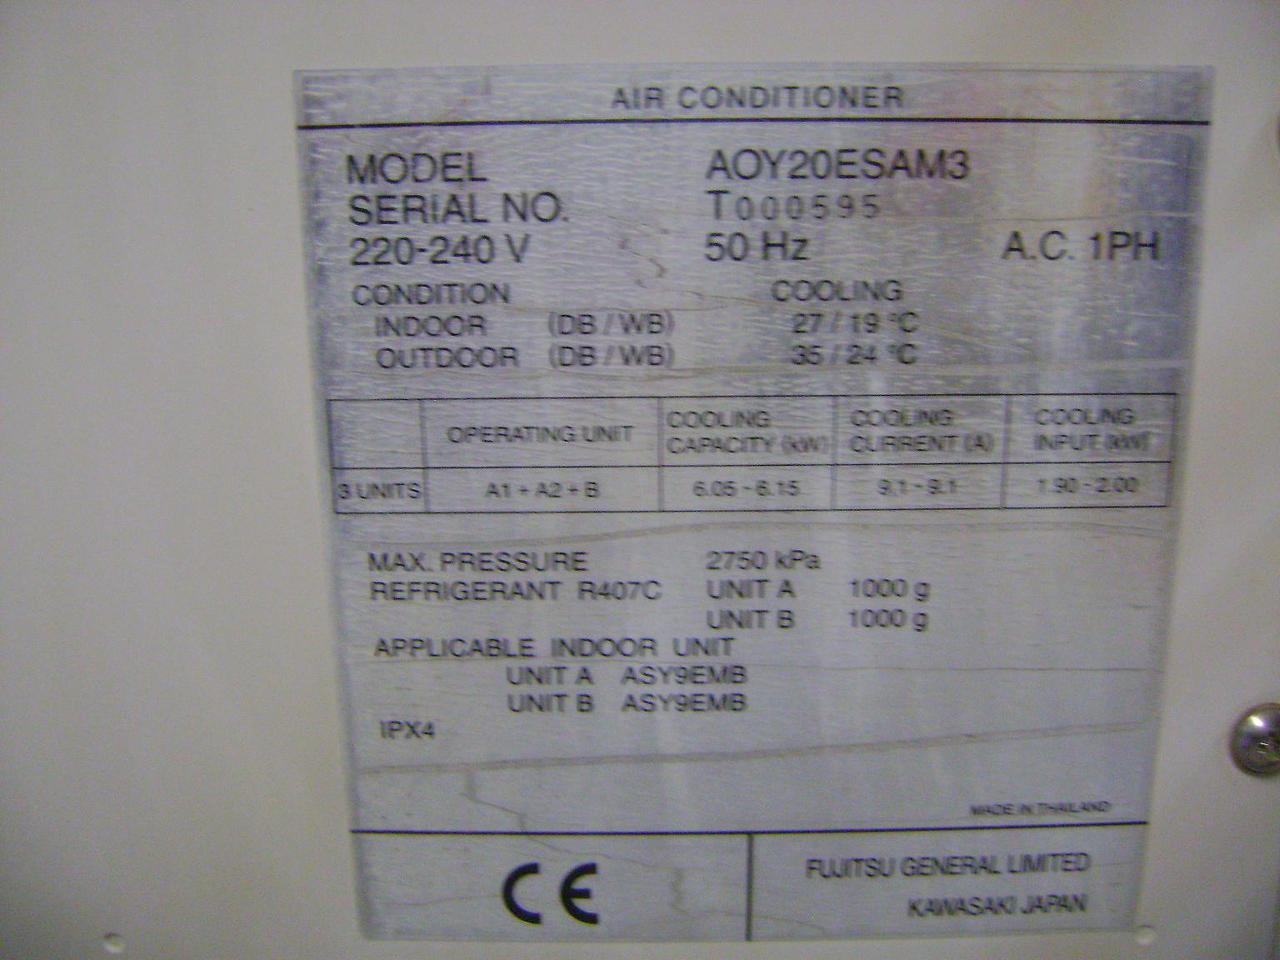 AIR CONDITIONER
MODEL AOY20ESAM3
SERIAL NO. T000595
220-240 V 50 Hz A.C. 1PH
CONDITION COOLING
INDOOR (DB / WB) 27 / 19 °C
OUTDOOR (DB / WB) 35 / 24 °C
OPERATING UNIT COOLING CAPACITY (kW) COOLING CURRENT (A) COOLING INPUT (kW)
3 UNITS A1 + A2 + B 6.05 - 6.15 9.1 - 9.1 1.90 - 2.00
MAX. PRESSURE 2750 kPa
REFRIGERANT R407C UNIT A 1000 g
UNIT B 1000 g
APPLICABLE INDOOR UNIT
UNIT A ASY9EMB
UNIT B ASY9EMB
IPX4
MADE IN THAILAND
CE
FUJITSU GENERAL LIMITED
KAWASAKI JAPAN